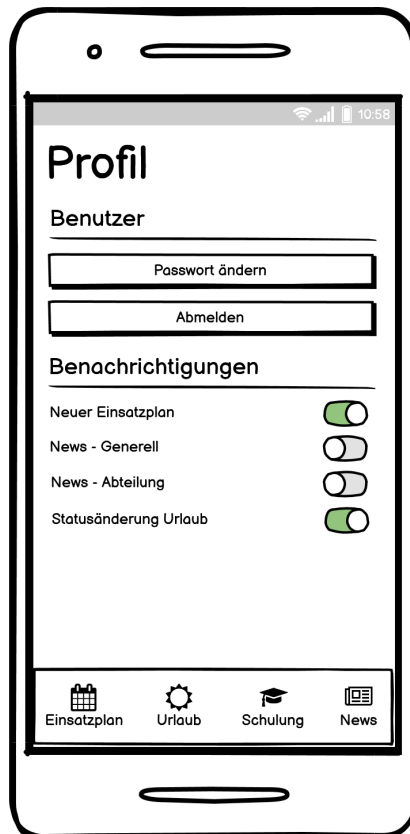 10:58
Profil
Benutzer
Passwort ändern
Abmelden
Benachrichtigungen
Neuer Einsatzplan
News - Generell
News - Abteilung
Statusänderung Urlaub
Einsatzplan Urlaub Schulung News